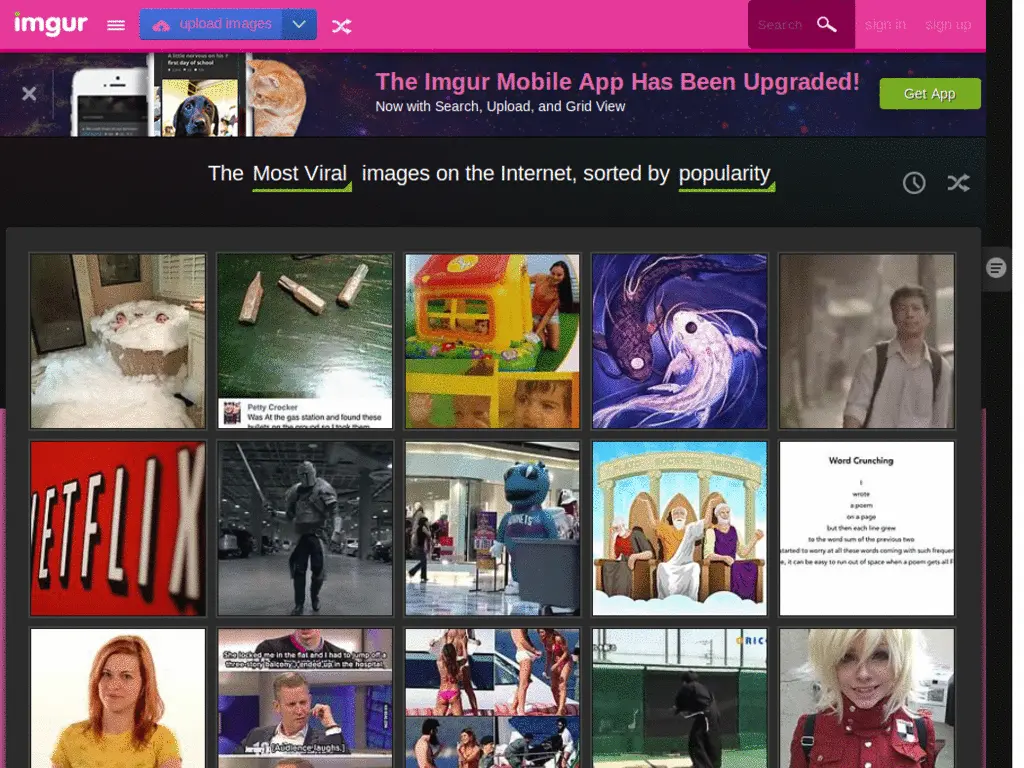 imgur
upload images
Search
sign in
sign up
A little nervous on his
first day of school
The Imgur Mobile App Has Been Upgraded!
Now with Search, Upload, and Grid View
Get App
The Most Viral images on the Internet, sorted by popularity
Petty Crocker
Was At the gas station and found these
bullets on the ground so I took them
NETFLIX
HORNETS
Word Crunching
I
wrote
a poem
on a page
but then each line grew
to the word sum of the previous two
started to worry at all these words coming with such frequen
e, it can be easy to run out of space when a poem gets all F
She locked me in the flat and I had to jump off a
three story balcony. I ended up in the hospital.
[Audience laughs.]
CRIC